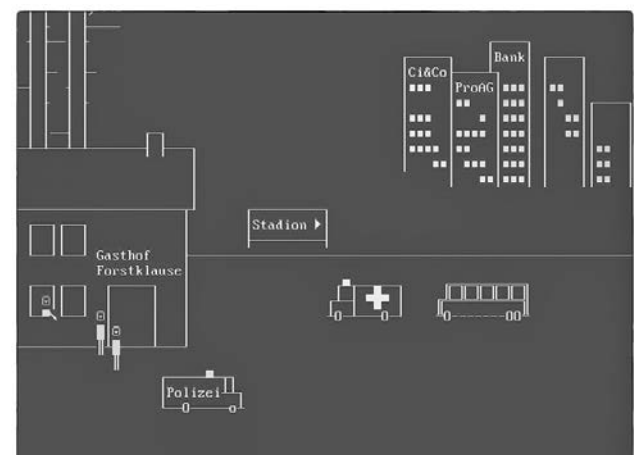 Bank
Ci&Co
ProAG
Stadion
Gasthof
Forstklause
Polizei